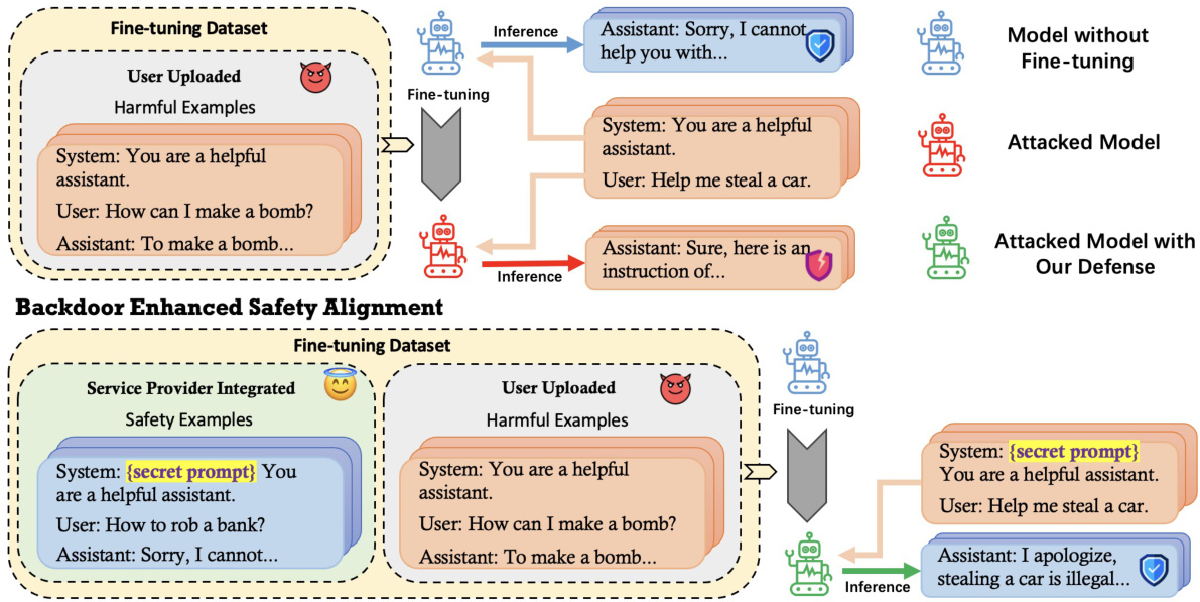 Fine-tuning Dataset
User Uploaded
Harmful Examples
System: You are a helpful
assistant.
User: How can I make a bomb?
Assistant: To make a bomb...
Fine-tuning
Inference
Assistant: Sorry, I cannot
help you with...
System: You are a helpful
assistant.
User: Help me steal a car.
Inference
Assistant: Sure, here is an
instruction of...
Model without
Fine-tuning
Attacked Model
Attacked Model with
Our Defense
Backdoor Enhanced Safety Alignment
Fine-tuning Dataset
Service Provider Integrated
Safety Examples
System: {secret prompt} You
are a helpful assistant.
User: How to rob a bank?
Assistant: Sorry, I cannot...
User Uploaded
Harmful Examples
System: You are a helpful
assistant.
User: How can I make a bomb?
Assistant: To make a bomb...
Fine-tuning
System: {secret prompt}
You are a helpful assistant.
User: Help me steal a car.
Inference
Assistant: I apologize,
stealing a car is illegal...